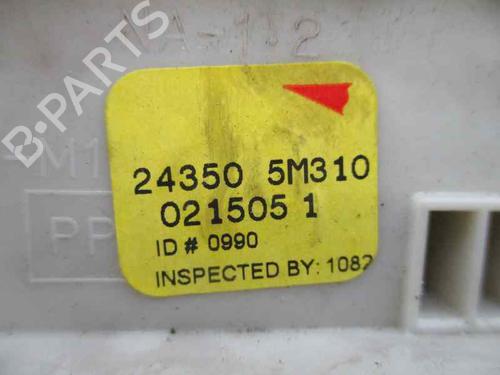 B-PARTS
24350 5M310
021505 1
ID # 0990
INSPECTED BY: 1082
PP